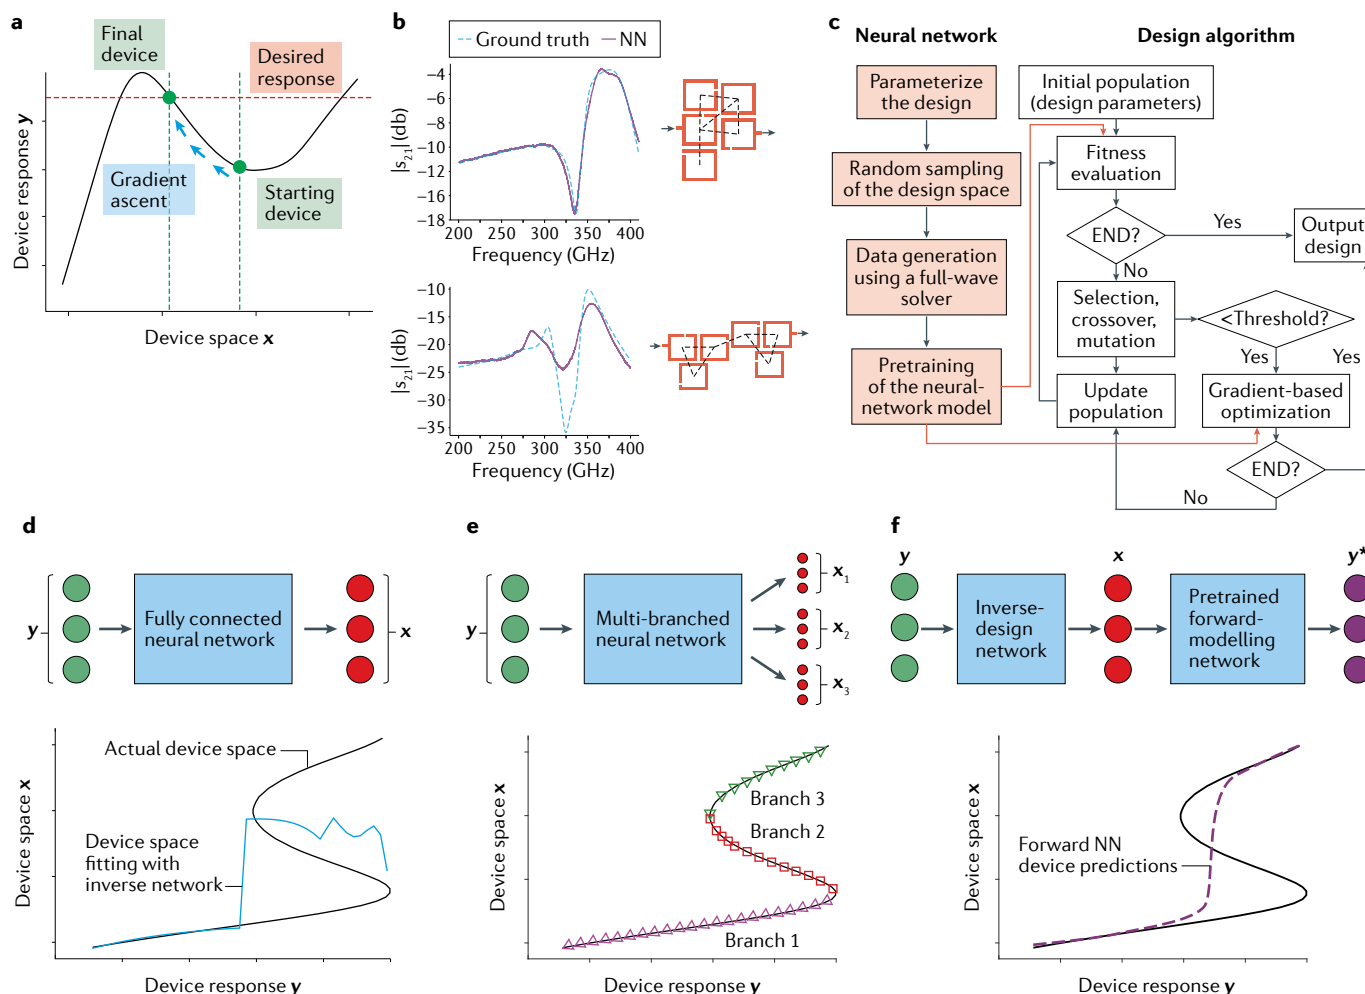 a
Final
device
Desired
response
Gradient
ascent
Starting
device
Device response y
Device space x
b
Ground truth
NN
−4
−6
−8
−10
−12
−14
−16
−18
|s21|(db)
200 250 300 350 400
Frequency (GHz)
−10
−15
−20
−25
−30
−35
|s21|(db)
200 250 300 350 400
Frequency (GHz)
c
Neural network
Design algorithm
Parameterize
the design
Random sampling
of the design space
Data generation
using a full-wave
solver
Pretraining
of the neural-
network model
Initial population
(design parameters)
Fitness
evaluation
END?
Yes
Output
design
No
Selection,
crossover,
mutation
<Threshold?
Yes
Yes
Update
population
Gradient-based
optimization
END?
No
d
y
Fully connected
neural network
x
Actual device space
Device space
fitting with
inverse network
Device space x
Device response y
e
y
Multi-branched
neural network
x1
x2
x3
Branch 3
Branch 2
Branch 1
Device space x
Device response y
f
y
Inverse-
design
network
x
Pretrained
forward-
modelling
network
y*
Forward NN
device predictions
Device space x
Device response y